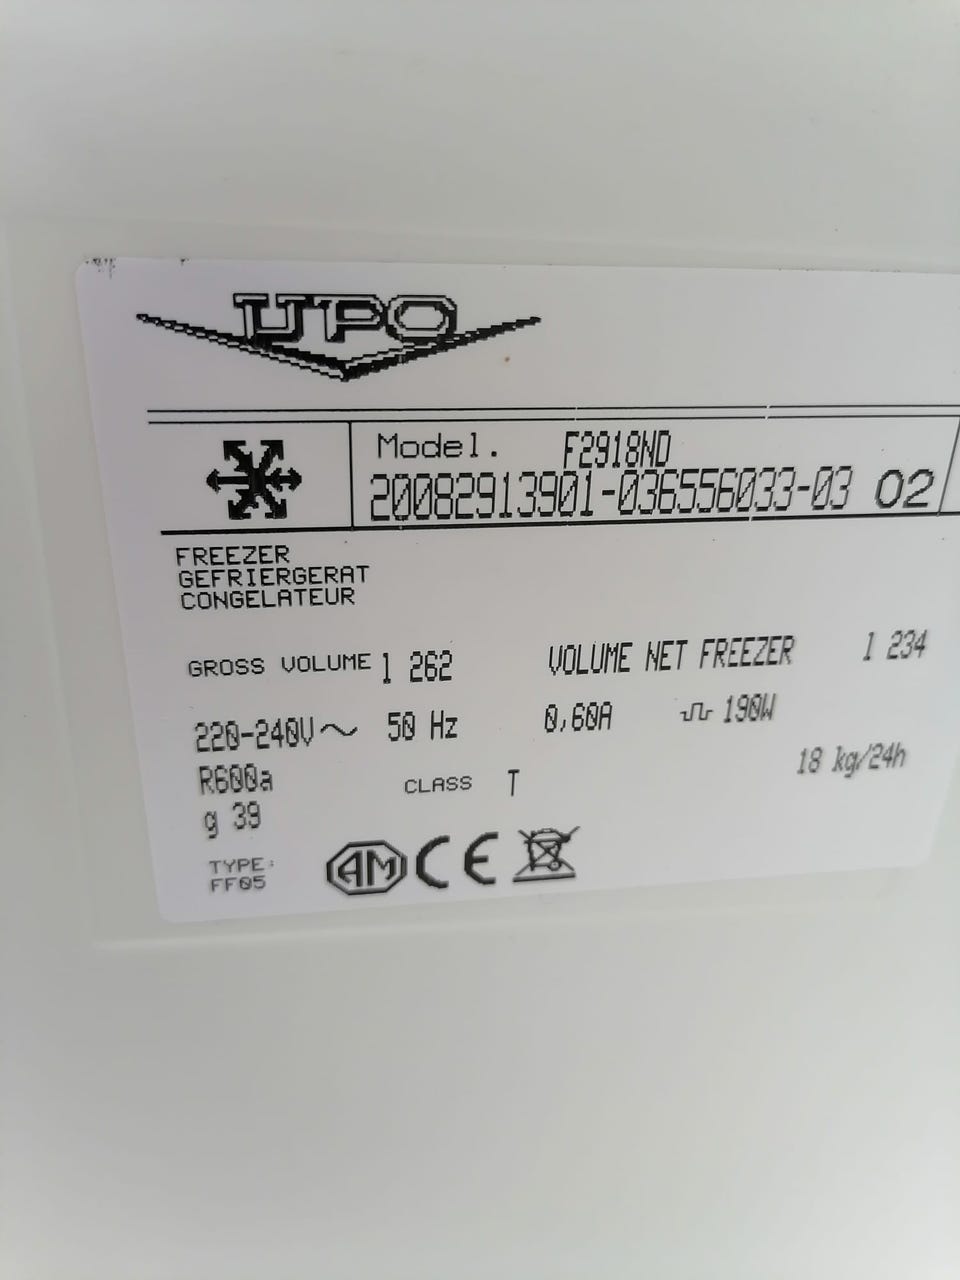 UPO
Model. F2918ND
20082913901-036556033-03 02
FREEZER
GEFRIERGERAT
CONGELATEUR
GROSS VOLUME l 262 VOLUME NET FREEZER l 234
220-240V~ 50 Hz 0,60A 190W
R600a CLASS T 18 kg/24h
g 39
TYPE:
FF05
AM CE